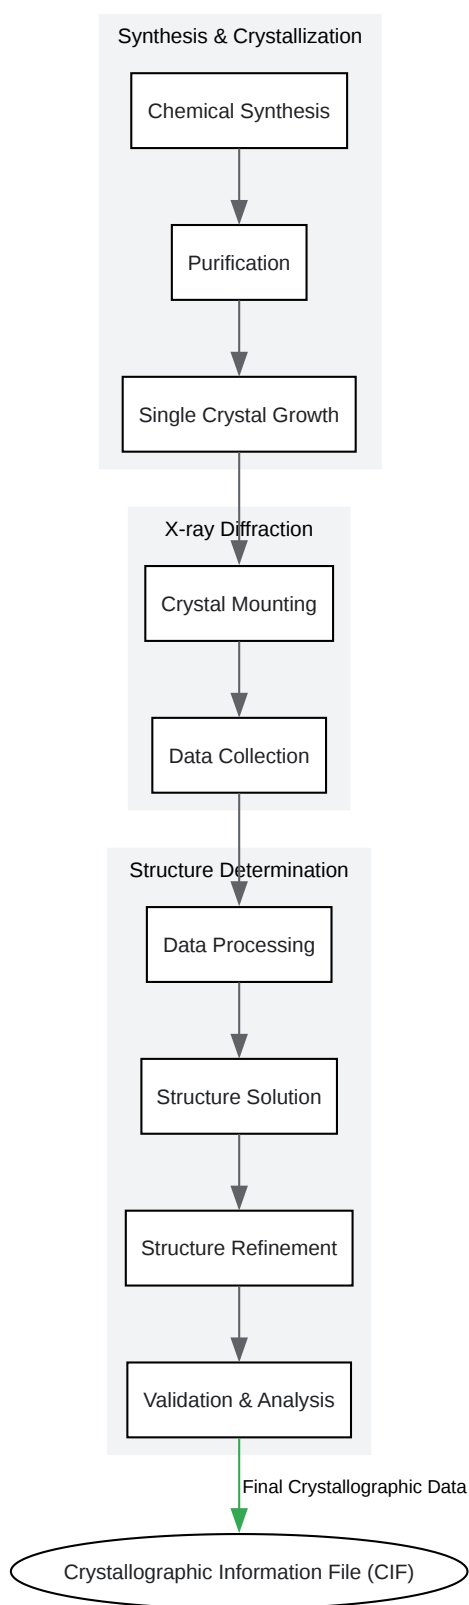 Synthesis & Crystallization
Chemical Synthesis
Purification
Single Crystal Growth
X-ray Diffraction
Crystal Mounting
Data Collection
Structure Determination
Data Processing
Structure Solution
Structure Refinement
Validation & Analysis
Final Crystallographic Data
Crystallographic Information File (CIF)